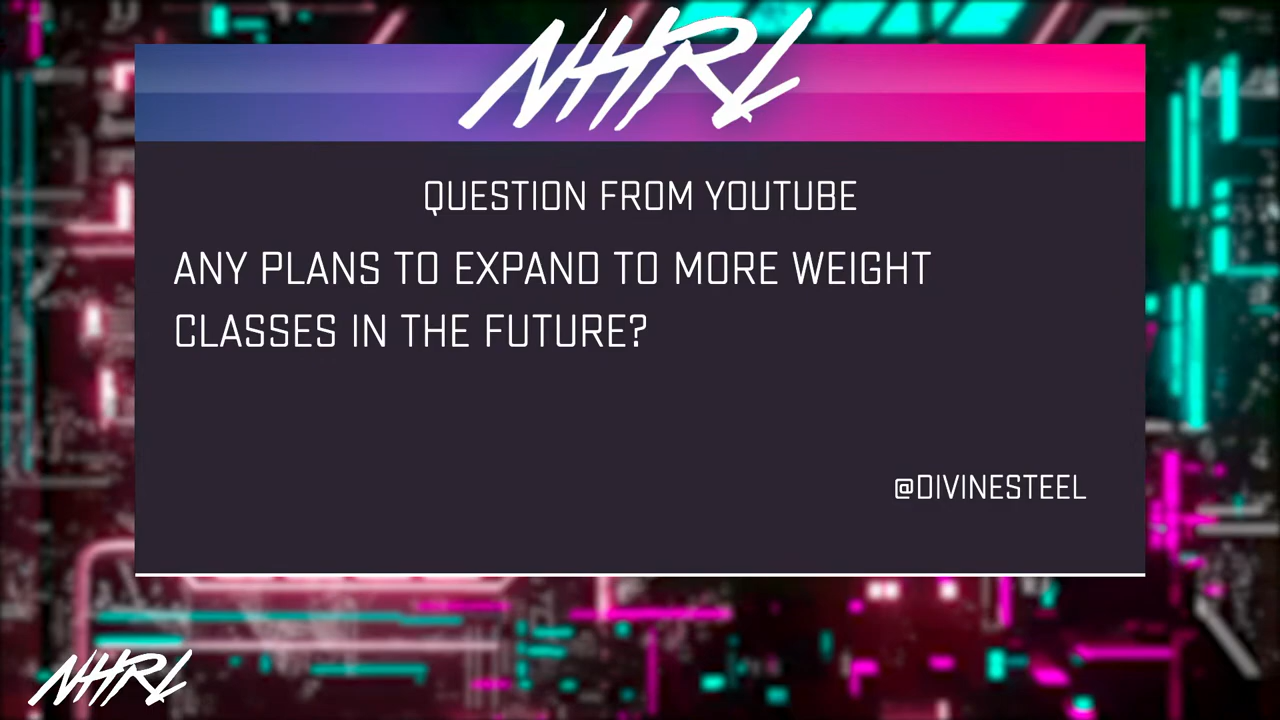 NHRL
QUESTION FROM YOUTUBE
ANY PLANS TO EXPAND TO MORE WEIGHT
CLASSES IN THE FUTURE?
@DIVINESTEEL
NHRL